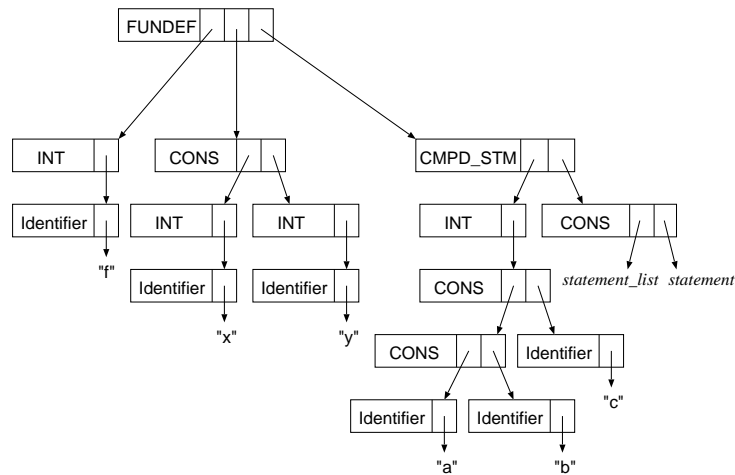 FUNDEF
INT CONS CMPD_STM
Identifier INT INT INT CONS
"f" Identifier Identifier CONS statement_list statement
"x" "y" CONS Identifier
"c"
Identifier Identifier
"a" "b"